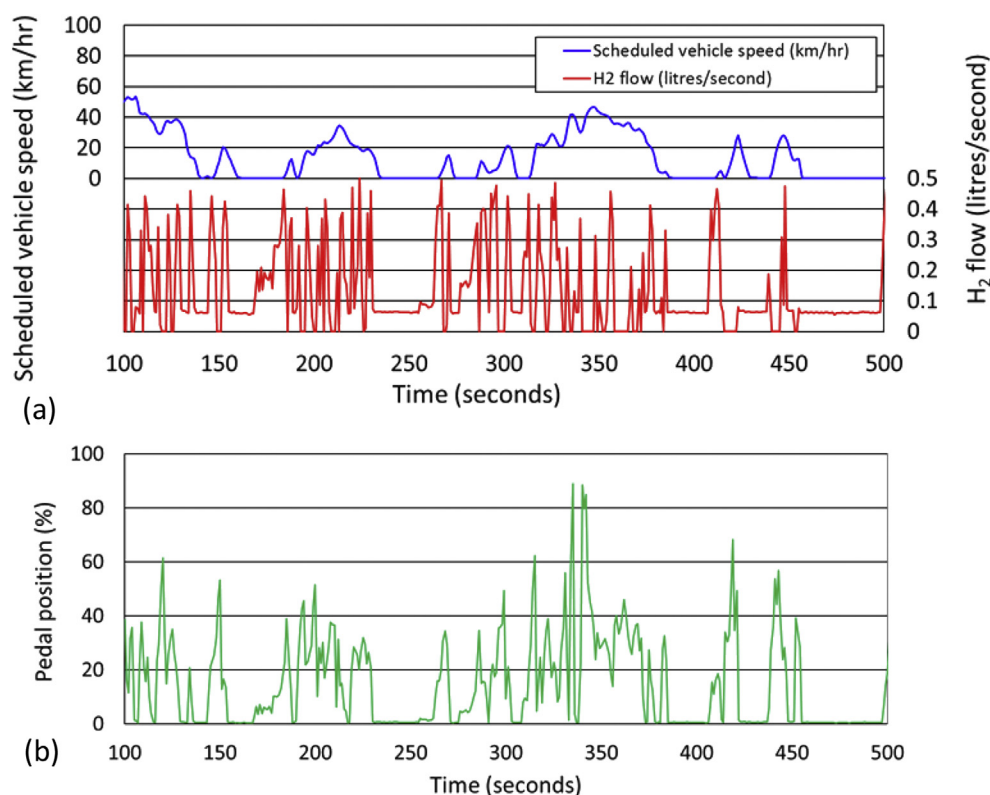 100
80
60
40
20
0
Scheduled vehicle speed (km/hr)
Scheduled vehicle speed (km/hr)
H2 flow (litres/second)
0.5
0.4
0.3
0.2
0.1
0
H2 flow (litres/second)
100 150 200 250 300 350 400 450 500
Time (seconds)
(a)
100
80
60
40
20
0
Pedal position (%)
100 150 200 250 300 350 400 450 500
Time (seconds)
(b)